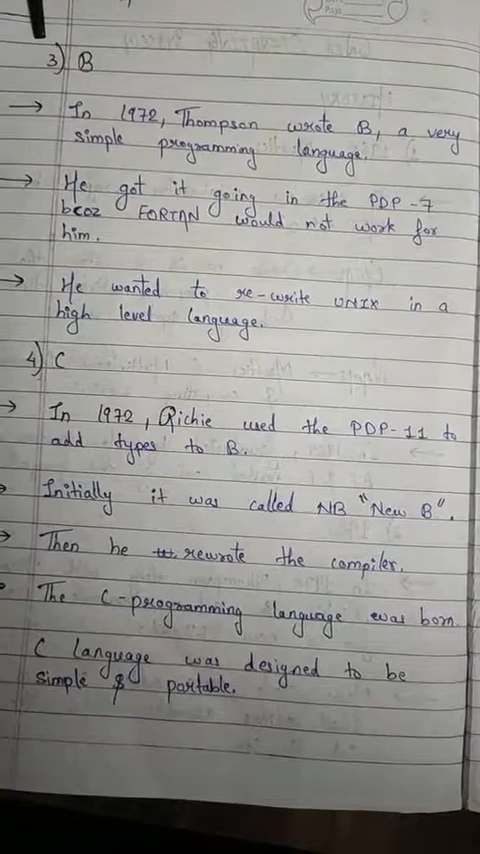 3) B
→ In 1972, Thompson wrote B, a very
simple programming language.
→ He got it going in the PDP-7
bcoz FORTAN would not work for
him.
→ He wanted to re-write UNIX in a
high level language.
4) C
→ In 1972, Richie used the PDP-11 to
add types to B.
→ Initially it was called NB "New B".
→ Then he rewrote the compiler.
→ The C-programming language was born
C language was designed to be
simple & portable.